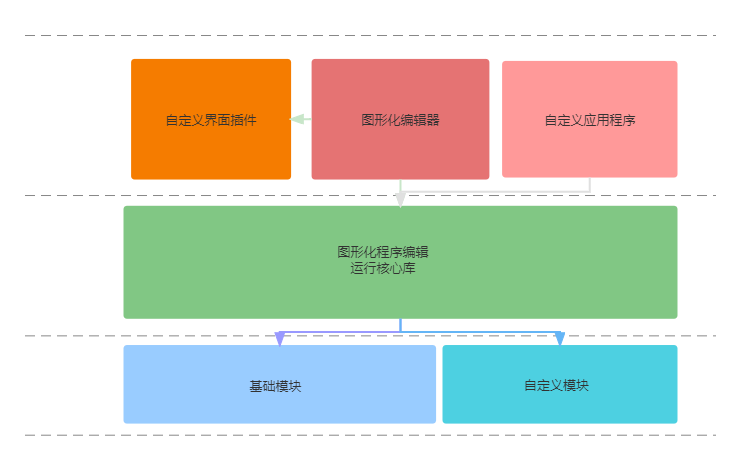 自定义界面插件
图形化编辑器
自定义应用程序
图形化程序编辑
运行核心库
基础模块
自定义模块